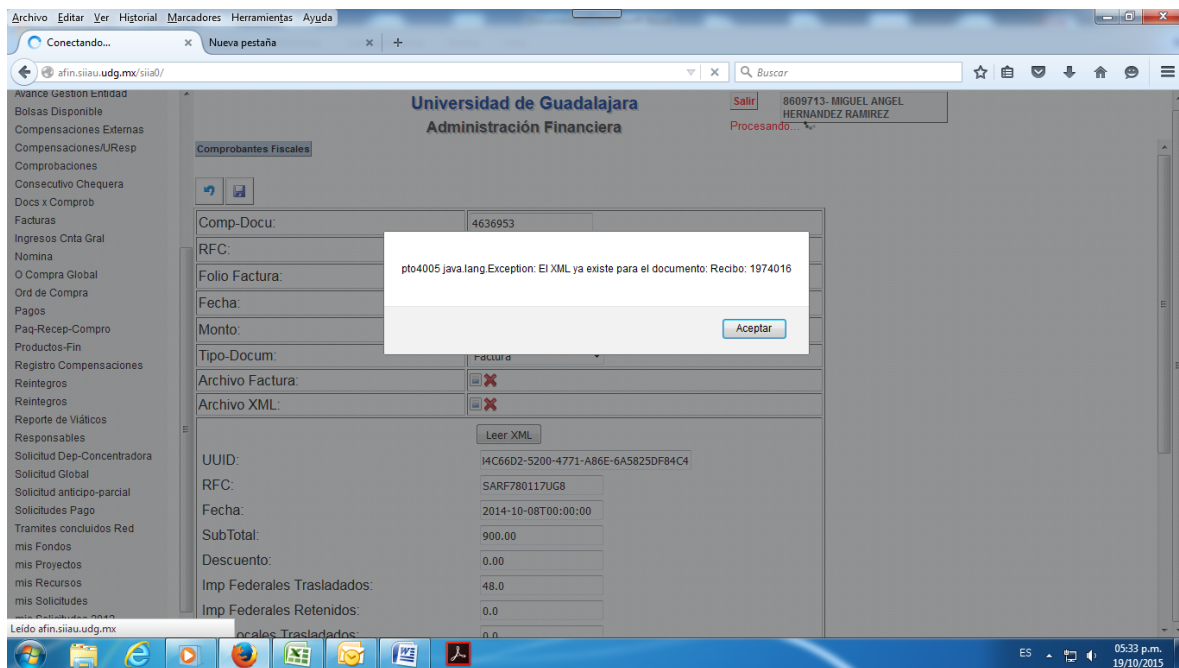 Archivo Editar Ver Historial Marcadores Herramientas Ayuda
Conectando...
Nueva pestaña
afin.siiau.udg.mx/siia0/
Buscar
Avance Gestion Entidad
Bolsas Disponible
Compensaciones Externas
Compensaciones/UResp
Comprobaciones
Consecutivo Chequera
Docs x Comprob
Facturas
Ingresos Cnta Gral
Nomina
O Compra Global
Ord de Compra
Pagos
Paq-Recep-Compro
Productos-Fin
Registro Compensaciones
Reintegros
Reintegros
Reporte de Viáticos
Responsables
Solicitud Dep-Concentradora
Solicitud Global
Solicitud anticipo-parcial
Solicitudes Pago
Tramites concluidos Red
mis Fondos
mis Proyectos
mis Recursos
mis Solicitudes
mis Solicitudes 2013
Leído afin.siiau.udg.mx
Universidad de Guadalajara
Administración Financiera
Salir
8609713- MIGUEL ANGEL
HERNANDEZ RAMIREZ
Procesando...
Comprobantes Fiscales
Comp-Docu: 4636953
RFC:
Folio Factura:
Fecha:
Monto:
Tipo-Docum: Factura
Archivo Factura:
Archivo XML:
pto4005 java.lang.Exception: El XML ya existe para el documento: Recibo: 1974016
Aceptar
Leer XML
UUID: 4C66D2-5200-4771-A86E-6A5825DF84C4
RFC: SARF780117UG8
Fecha: 2014-10-08T00:00:00
SubTotal: 900.00
Descuento: 0.00
Imp Federales Trasladados: 48.0
Imp Federales Retenidos: 0.0
ocales Trasladados: 0.0
ES
05:33 p.m.
19/10/2015